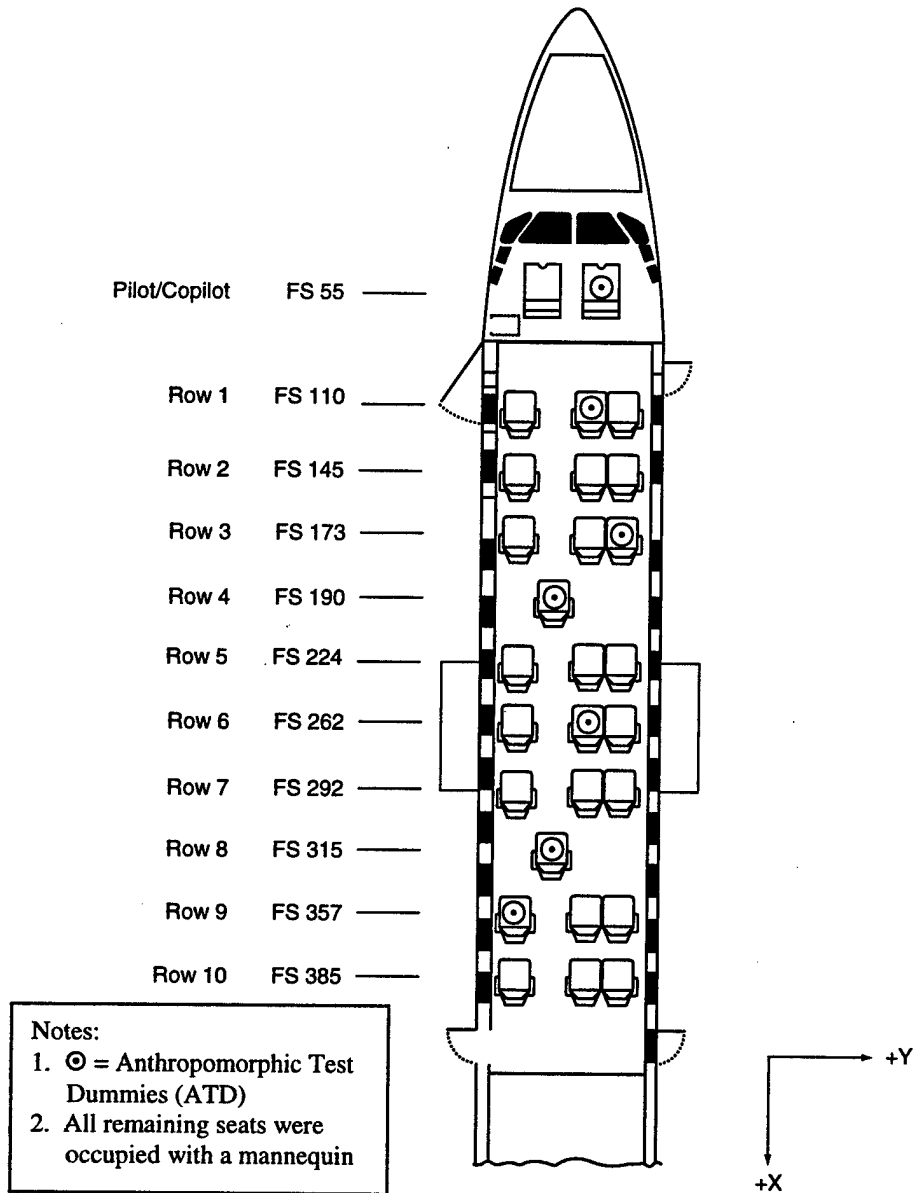 Pilot/Copilot FS 55
Row 1 FS 110
Row 2 FS 145
Row 3 FS 173
Row 4 FS 190
Row 5 FS 224
Row 6 FS 262
Row 7 FS 292
Row 8 FS 315
Row 9 FS 357
Row 10 FS 385
Notes:
1. ⊙ = Anthropomorphic Test
Dummies (ATD)
2. All remaining seats were
occupied with a mannequin
+Y
+X